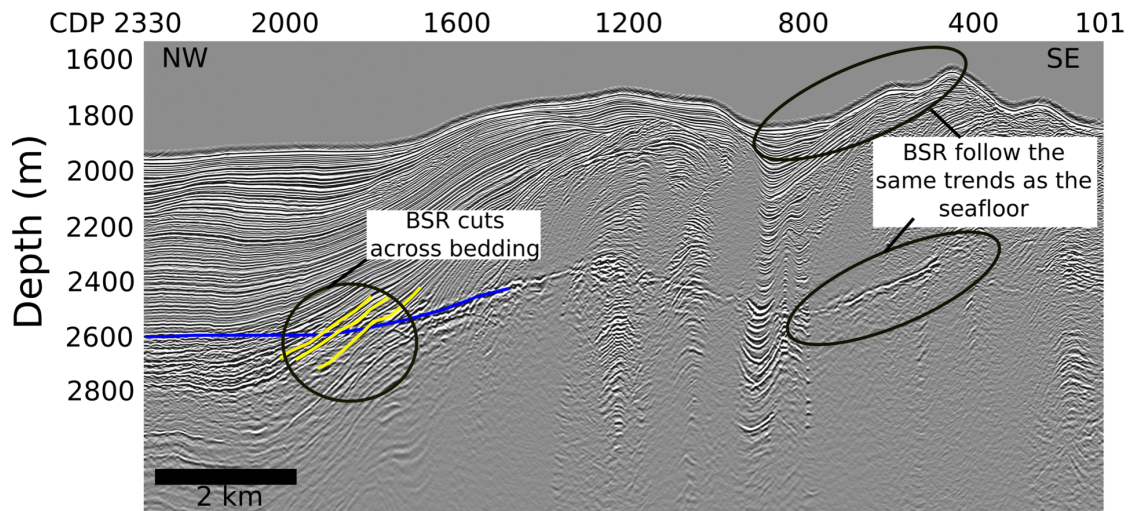 CDP 2330 2000 1600 1200 800 400 101
NW SE
1600
1800
2000
2200
2400
2600
2800
Depth (m)
BSR cuts
across bedding
BSR follow the
same trends as the
seafloor
2 km